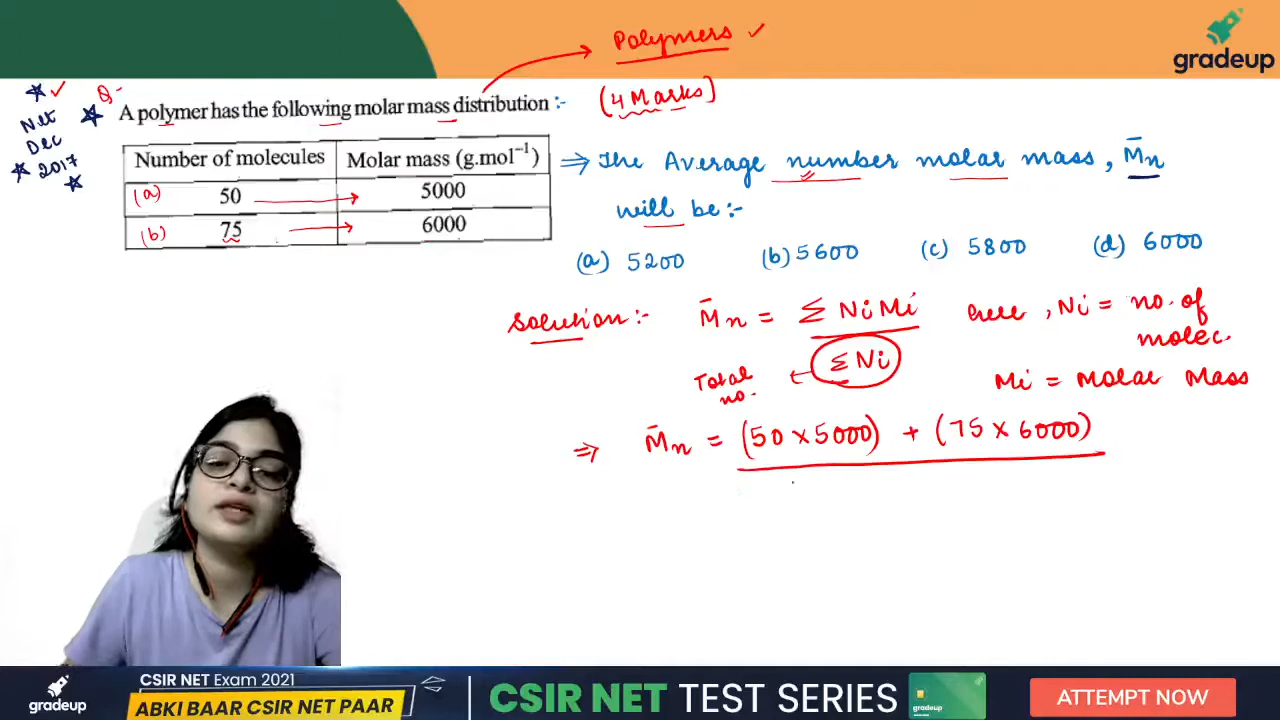 Polymers
gradeup
Q-
(4 Marks)
A polymer has the following molar mass distribution :-
Net
Dec
2017
Number of molecules Molar mass (g.mol⁻¹)
(a) 50 5000
(b) 75 6000
⇒ The Average number molar mass, M̄n
will be :-
(a) 5200 (b) 5600 (c) 5800 (d) 6000
Solution :- M̄n = Σ NiMi here, Ni = no. of
molec.
Σ Ni
Total
no.
Mi = Molar Mass
⇒ M̄n = (50 × 5000) + (75 × 6000)
CSIR NET Exam 2021
ABKI BAAR CSIR NET PAAR
gradeup
CSIR NET TEST SERIES
gradeup
ATTEMPT NOW